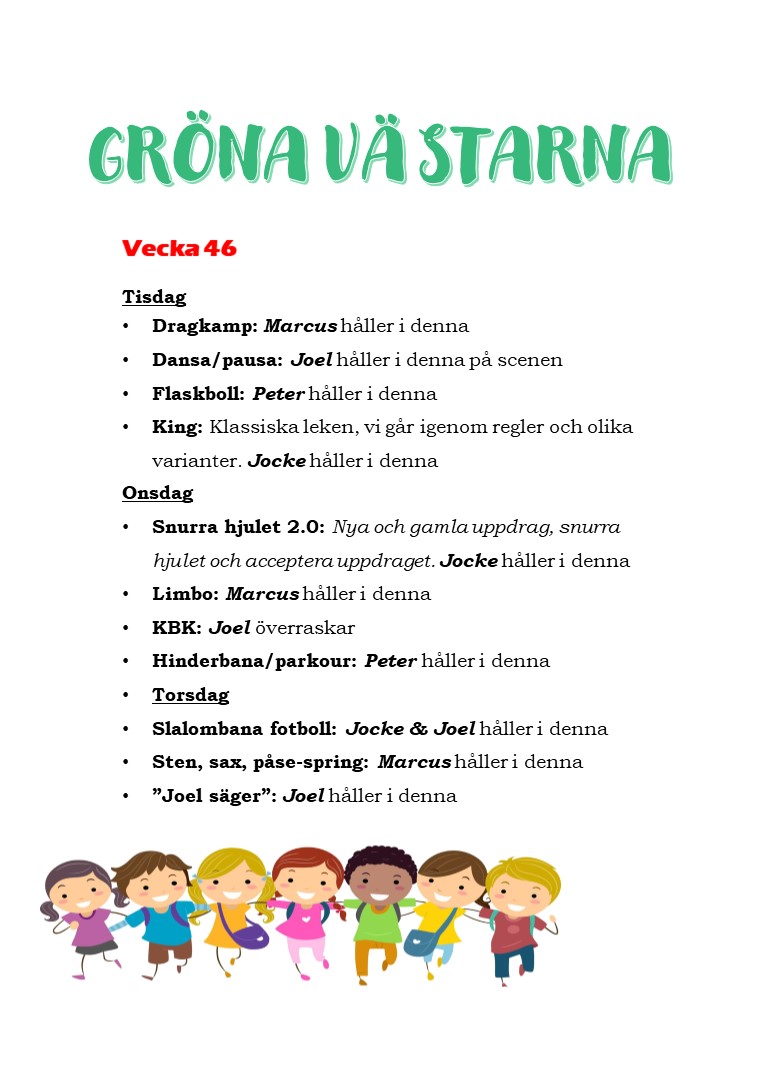 GRÖNA VÄSTARNA
Vecka 46
Tisdag
• Dragkamp: Marcus håller i denna
• Dansa/pausa: Joel håller i denna på scenen
• Flaskboll: Peter håller i denna
• King: Klassiska leken, vi går igenom regler och olika
varianter. Jocke håller i denna
Onsdag
• Snurra hjulet 2.0: Nya och gamla uppdrag, snurra
hjulet och acceptera uppdraget. Jocke håller i denna
• Limbo: Marcus håller i denna
• KBK: Joel överraskar
• Hinderbana/parkour: Peter håller i denna
• Torsdag
• Slalombana fotboll: Jocke & Joel håller i denna
• Sten, sax, påse-spring: Marcus håller i denna
• ”Joel säger”: Joel håller i denna